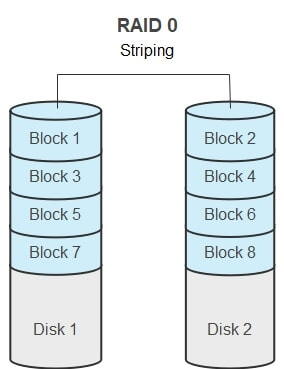 RAID 0
Striping
Block 1
Block 3
Block 5
Block 7
Disk 1
Block 2
Block 4
Block 6
Block 8
Disk 2